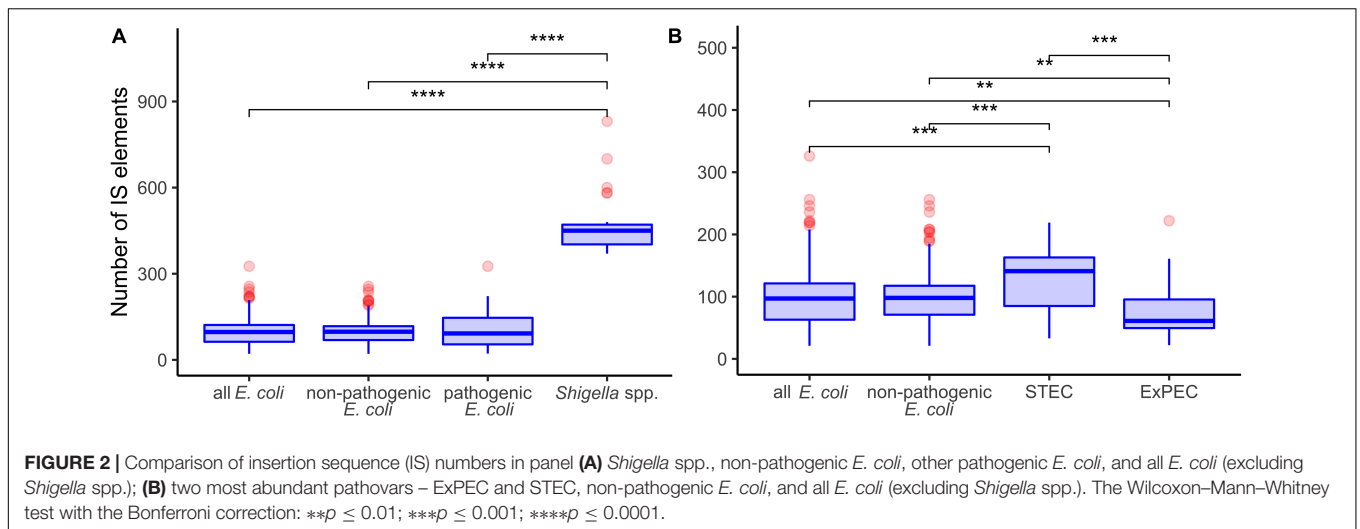 A
B
Number of IS elements
900
600
300
0
****
****
****
all E. coli
non-pathogenic
E. coli
pathogenic
E. coli
Shigella spp.
500
400
300
200
100
0
***
**
**
***
***
all E. coli
non-pathogenic
E. coli
STEC
ExPEC
FIGURE 2 | Comparison of insertion sequence (IS) numbers in panel (A) Shigella spp., non-pathogenic E. coli, other pathogenic E. coli, and all E. coli (excluding
Shigella spp.); (B) two most abundant pathovars – ExPEC and STEC, non-pathogenic E. coli, and all E. coli (excluding Shigella spp.). The Wilcoxon–Mann–Whitney
test with the Bonferroni correction: **p ≤ 0.01; ***p ≤ 0.001; ****p ≤ 0.0001.